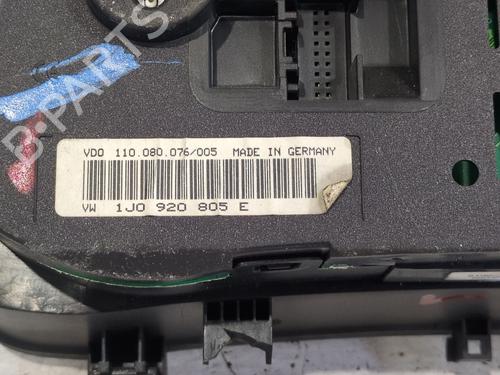 B-PARTS
VDO 110.080.076/005 MADE IN GERMANY
VW 1J0 920 805 E